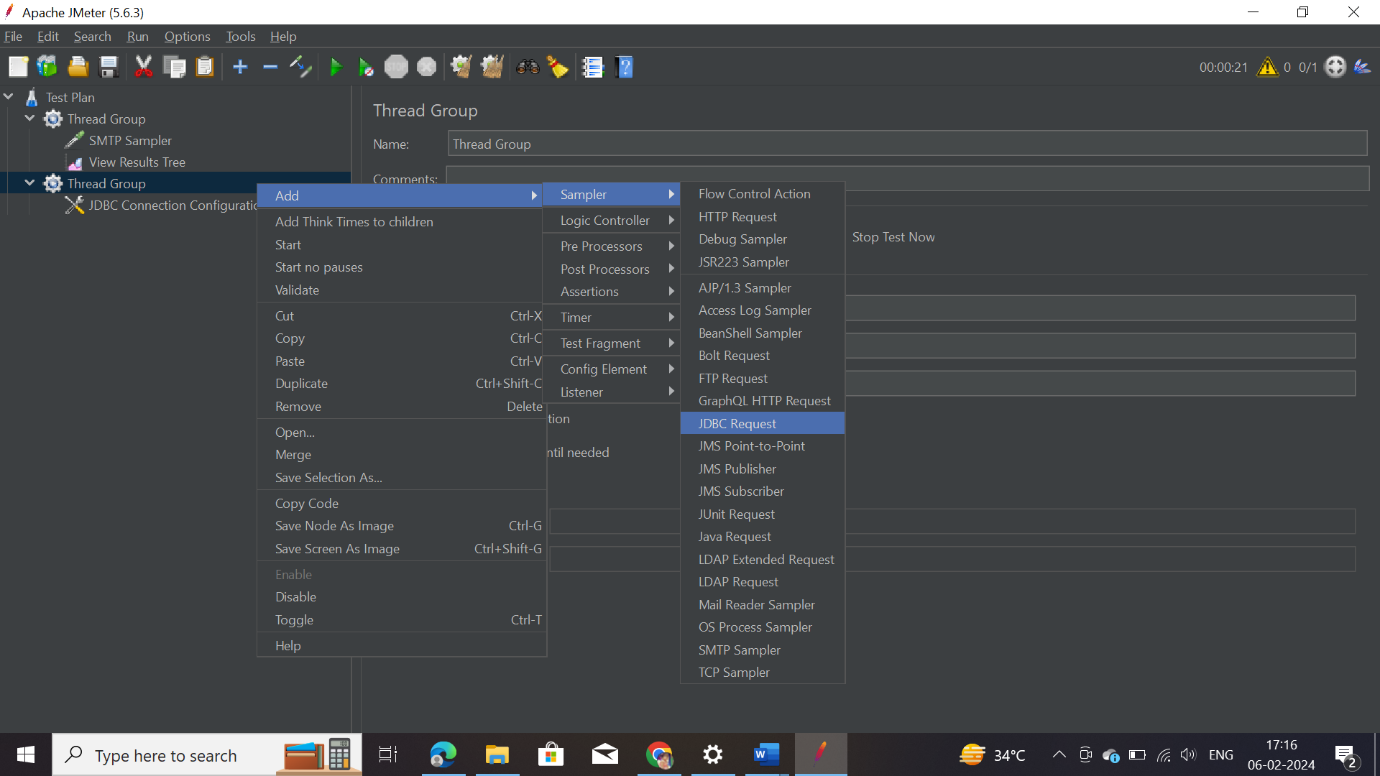 Apache JMeter (5.6.3)
File Edit Search Run Options Tools Help
00:00:21 0 0/1
Test Plan
Thread Group
SMTP Sampler
View Results Tree
Thread Group
JDBC Connection Configuratio
Thread Group
Name: Thread Group
Comments:
Stop Test Now
tion
ntil needed
Add
Add Think Times to children
Start
Start no pauses
Validate
Cut Ctrl-X
Copy Ctrl-C
Paste Ctrl-V
Duplicate Ctrl+Shift-C
Remove Delete
Open...
Merge
Save Selection As...
Copy Code
Save Node As Image Ctrl-G
Save Screen As Image Ctrl+Shift-G
Enable
Disable
Toggle Ctrl-T
Help
Sampler
Logic Controller
Pre Processors
Post Processors
Assertions
Timer
Test Fragment
Config Element
Listener
Flow Control Action
HTTP Request
Debug Sampler
JSR223 Sampler
AJP/1.3 Sampler
Access Log Sampler
BeanShell Sampler
Bolt Request
FTP Request
GraphQL HTTP Request
JDBC Request
JMS Point-to-Point
JMS Publisher
JMS Subscriber
JUnit Request
Java Request
LDAP Extended Request
LDAP Request
Mail Reader Sampler
OS Process Sampler
SMTP Sampler
TCP Sampler
Type here to search
34°C
ENG
17:16
06-02-2024
2